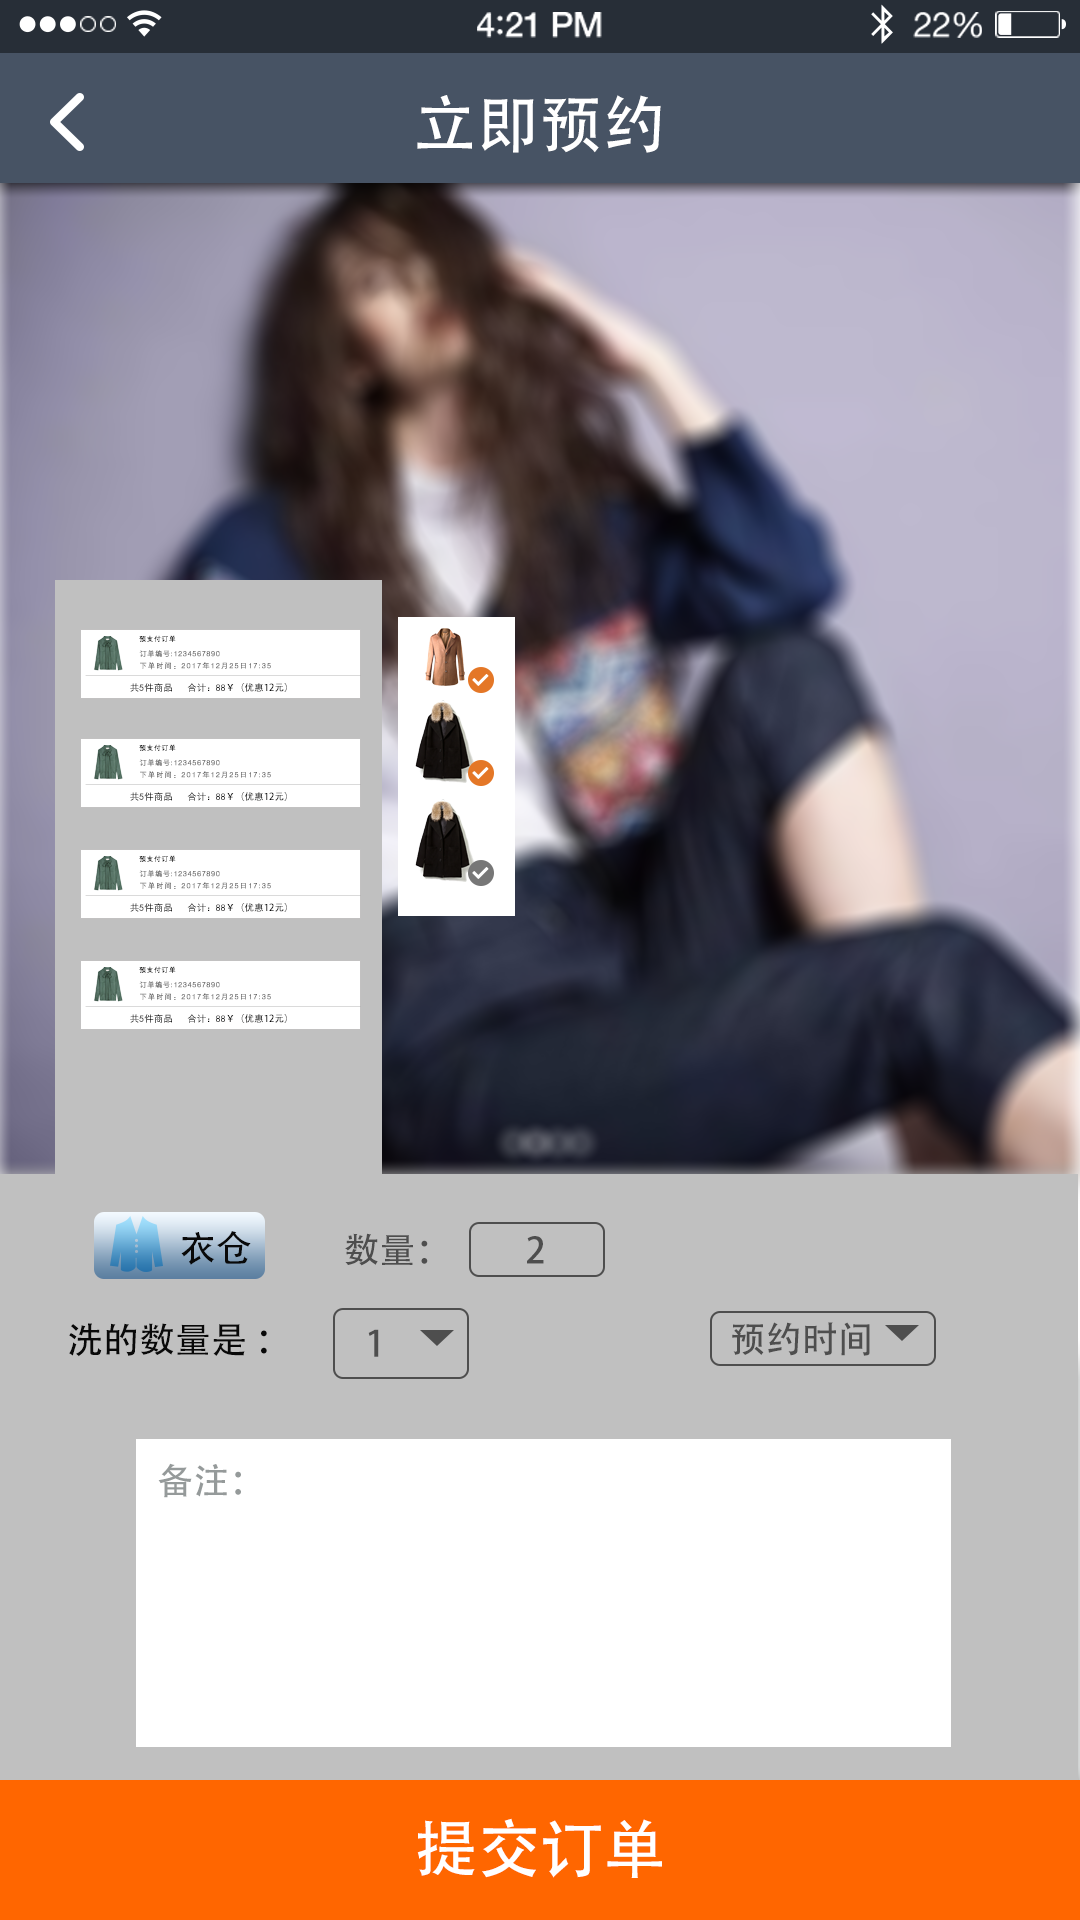 4:21 PM
22%
立即预约
预支付订单
订单编号:1234567890
下单时间：2017年12月25日17:35
共5件商品 合计：88￥（优惠12元）
预支付订单
订单编号:1234567890
下单时间：2017年12月25日17:35
共5件商品 合计：88￥（优惠12元）
预支付订单
订单编号:1234567890
下单时间：2017年12月25日17:35
共5件商品 合计：88￥（优惠12元）
预支付订单
订单编号:1234567890
下单时间：2017年12月25日17:35
共5件商品 合计：88￥（优惠12元）
衣仓 数量： 2
洗的数量是： 1 预约时间
备注：
提交订单